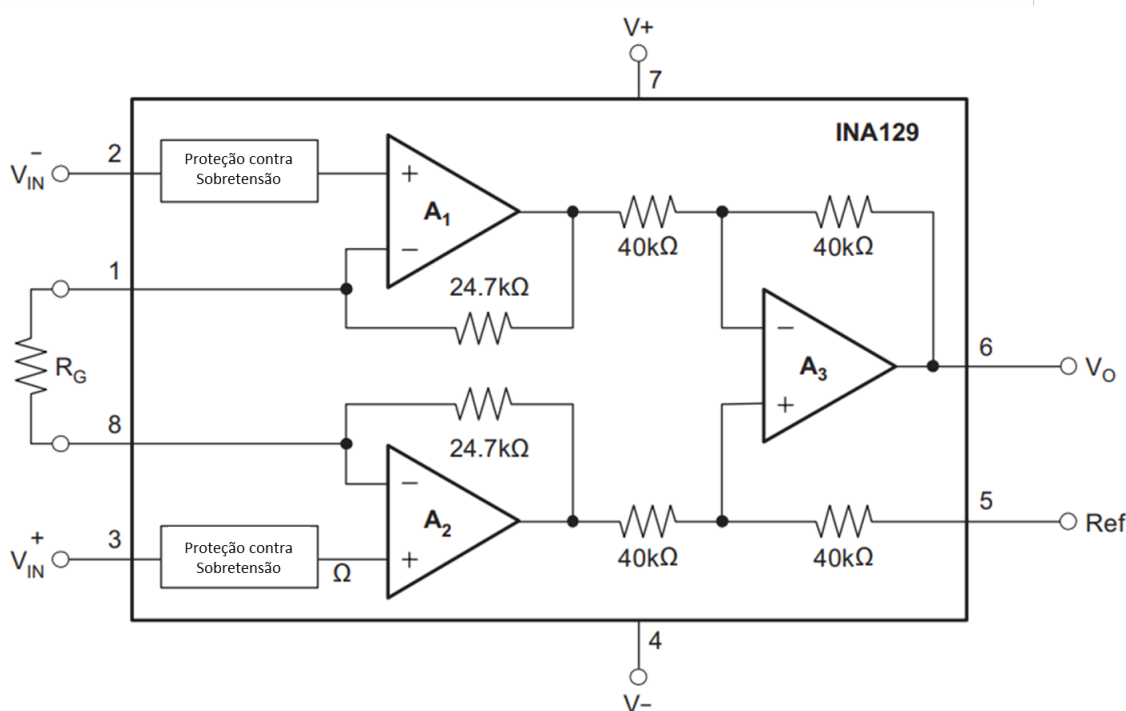 V+
7
INA129
V−IN
2
Proteção contra
Sobretensão
+
A1
−
40kΩ
40kΩ
1
24.7kΩ
RG
−
A3
+
6
VO
8
24.7kΩ
−
A2
+
5
Ref
V+IN
3
Proteção contra
Sobretensão
Ω
40kΩ
40kΩ
4
V−